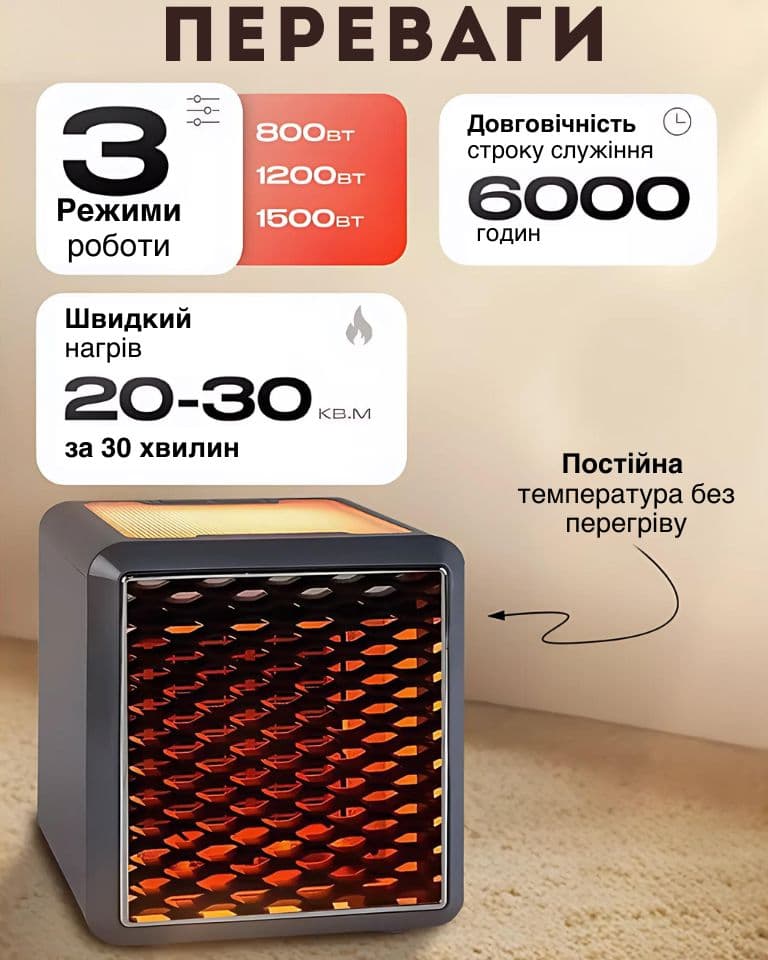 ПЕРЕВАГИ
3
Режими
роботи
800ВТ
1200ВТ
1500ВТ
Довговічність
строку служіння
6000
годин
Швидкий
нагрів
20-30 КВ.М
за 30 хвилин
Постійна
температура без
перегріву